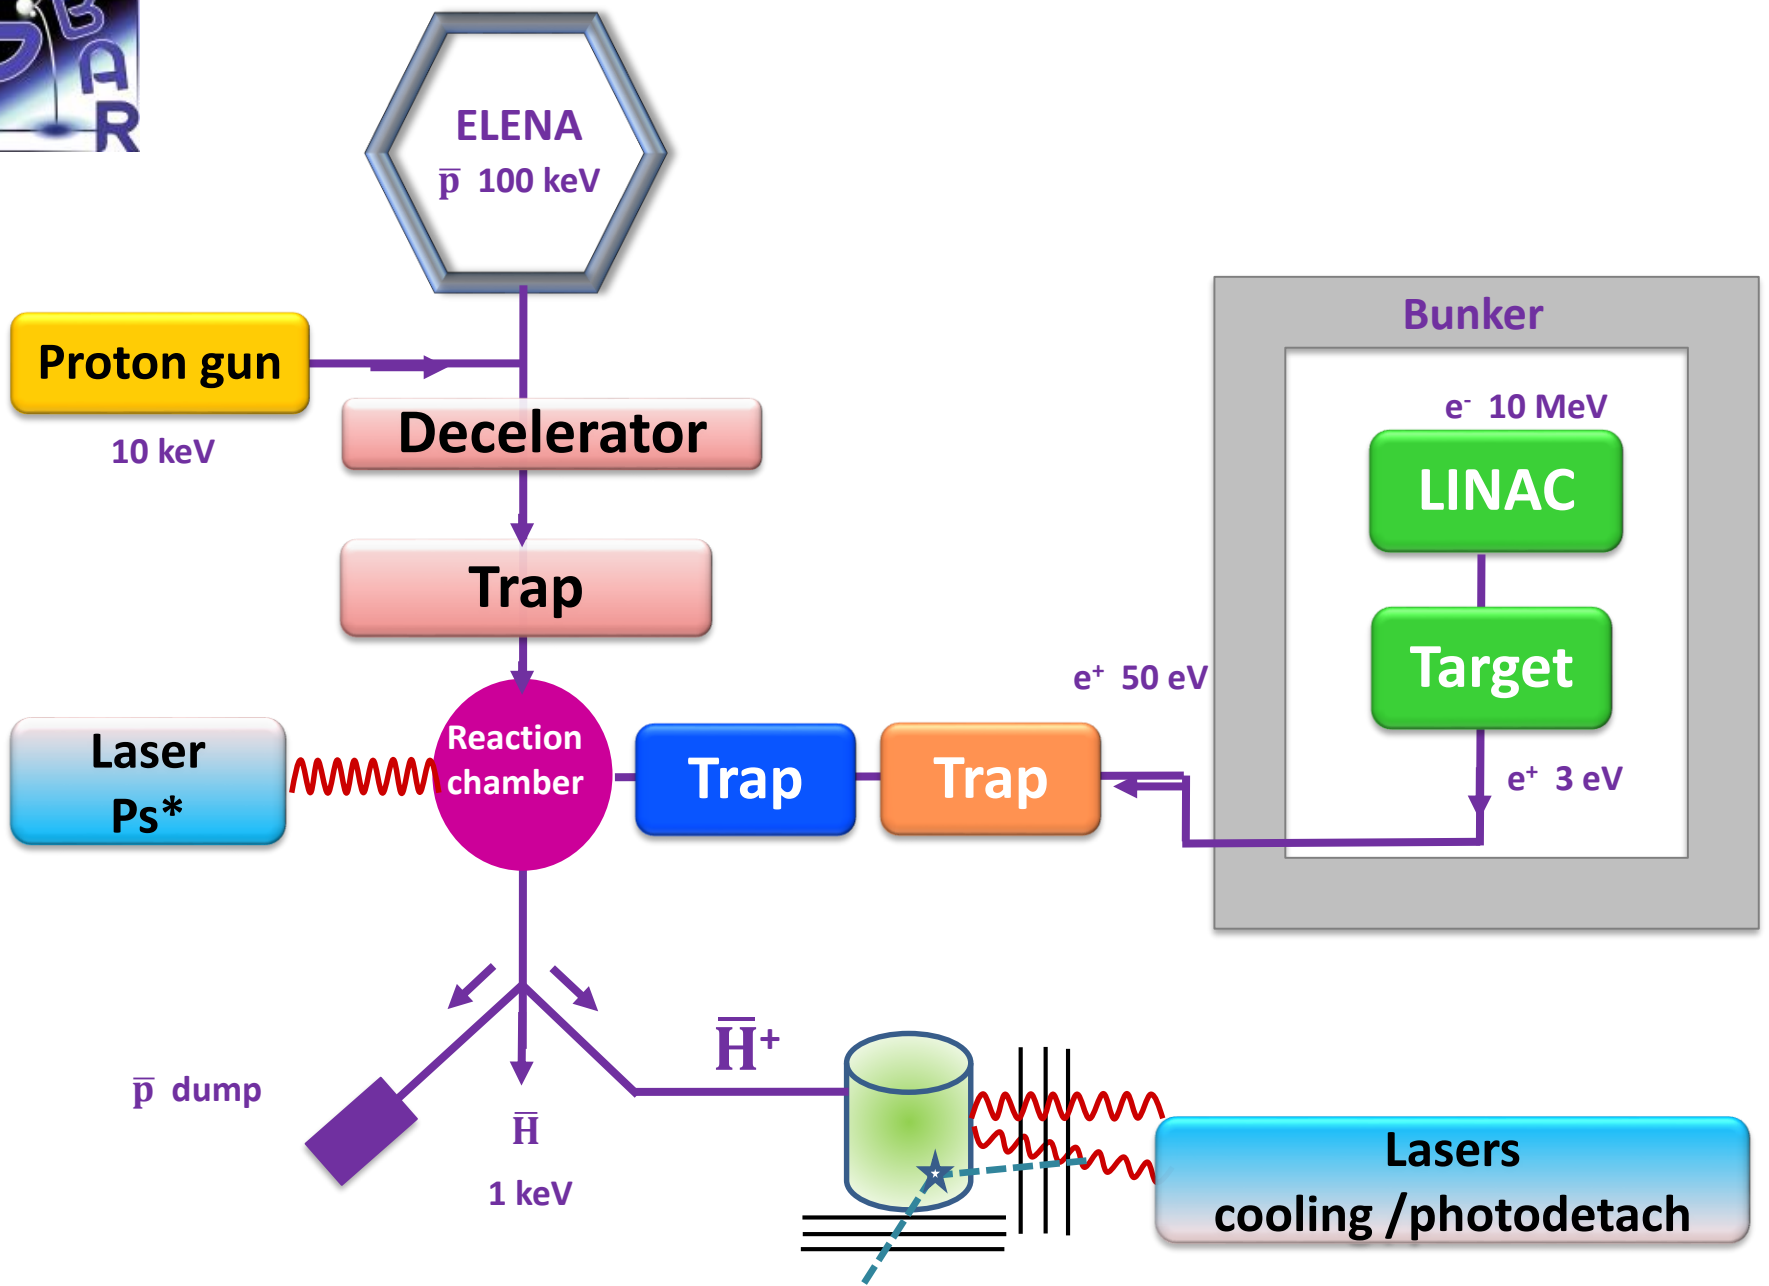 BAR
ELENA
p̅ 100 keV
Proton gun
10 keV
Decelerator
Trap
Bunker
e⁻ 10 MeV
LINAC
Target
e⁺ 3 eV
e⁺ 50 eV
Laser
Ps*
Reaction
chamber
Trap
Trap
p̅ dump
H̅
1 keV
H̅⁺
Lasers
cooling /photodetach